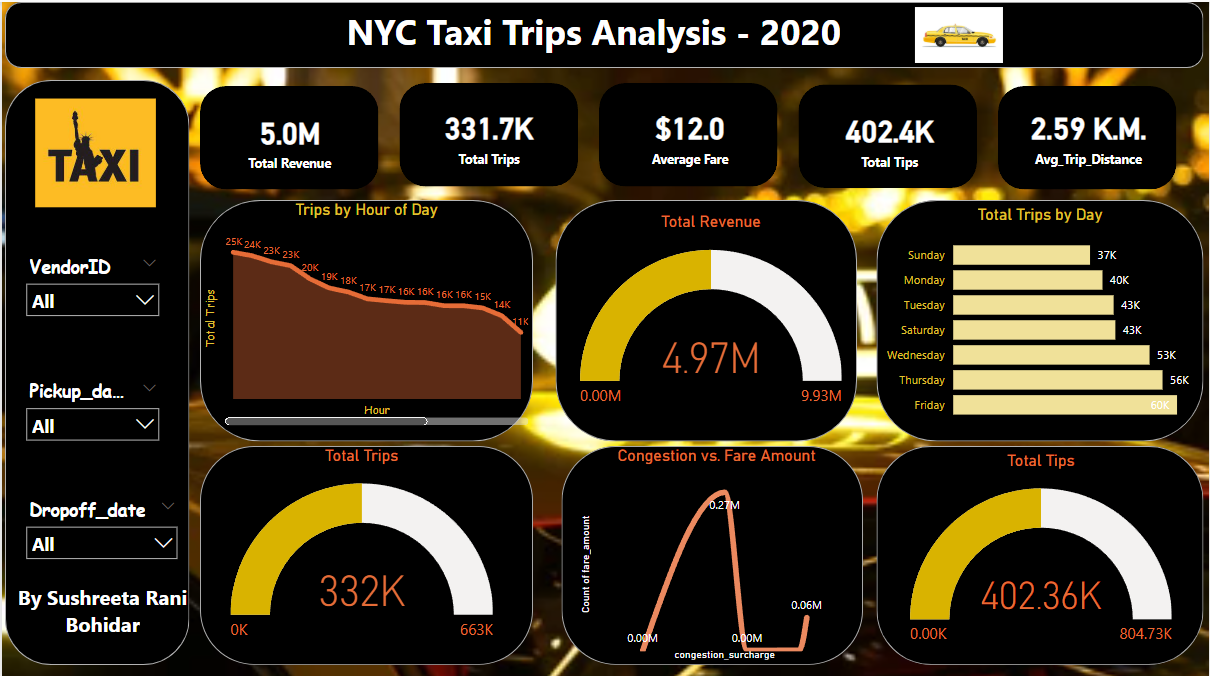 NYC Taxi Trips Analysis - 2020
TAXI
VendorID
All
Pickup_da...
All
Dropoff_date
All
By Sushreeta Rani
Bohidar
5.0M
Total Revenue
331.7K
Total Trips
$12.0
Average Fare
402.4K
Total Tips
2.59 K.M.
Avg_Trip_Distance
Trips by Hour of Day
Total Trips
25K 24K 23K 23K 20K 19K 18K 17K 17K 16K 16K 16K 16K 15K 14K 11K
Hour
Total Revenue
4.97M
0.00M 9.93M
Total Trips by Day
Sunday 37K
Monday 40K
Tuesday 43K
Saturday 43K
Wednesday 53K
Thursday 56K
Friday 60K
Total Trips
332K
0K 663K
Congestion vs. Fare Amount
Count of fare_amount
0.27M
0.06M
0.00M 0.00M
congestion_surcharge
Total Tips
402.36K
0.00K 804.73K